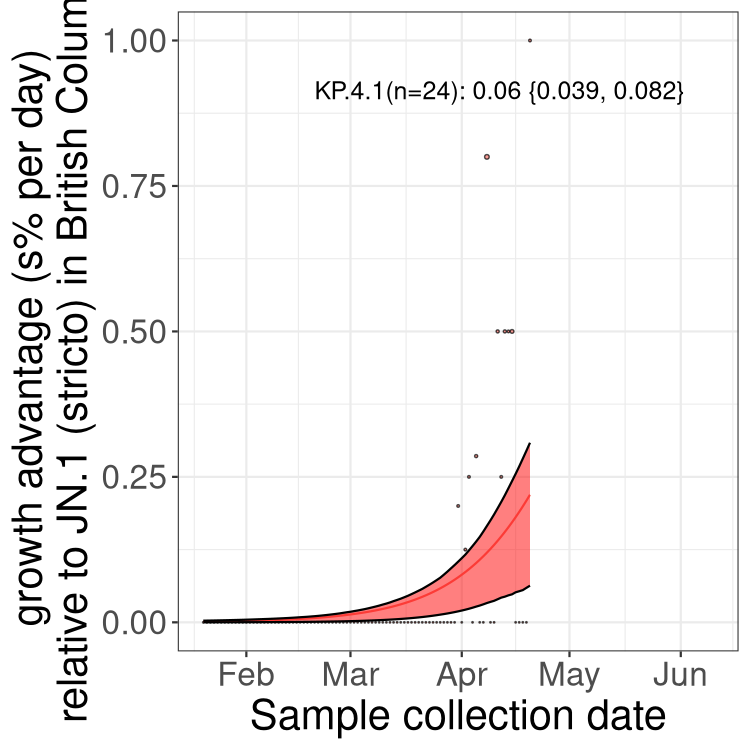 growth advantage (s% per day)
relative to JN.1 (stricto) in British Colum
1.00
0.75
0.50
0.25
0.00
KP.4.1(n=24): 0.06 {0.039, 0.082}
Feb Mar Apr May Jun
Sample collection date